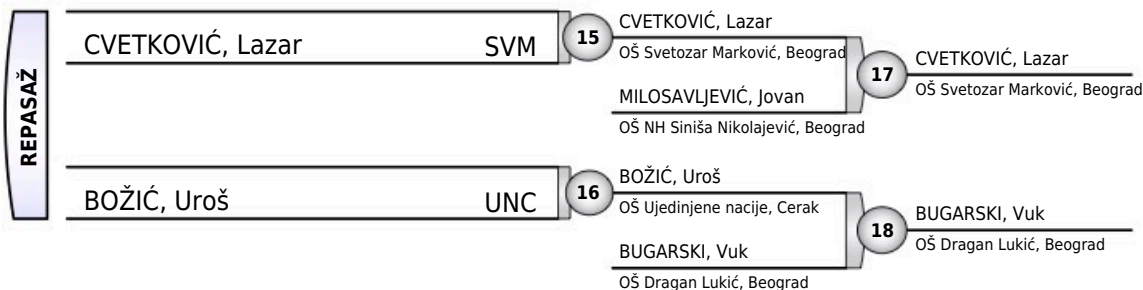 REPASAŽ
CVETKOVIĆ, Lazar SVM
15
CVETKOVIĆ, Lazar
OŠ Svetozar Marković, Beograd
MILOSAVLJEVIĆ, Jovan
OŠ NH Siniša Nikolajević, Beograd
17
CVETKOVIĆ, Lazar
OŠ Svetozar Marković, Beograd
BOŽIĆ, Uroš UNC
16
BOŽIĆ, Uroš
OŠ Ujedinjene nacije, Cerak
BUGARSKI, Vuk
OŠ Dragan Lukić, Beograd
18
BUGARSKI, Vuk
OŠ Dragan Lukić, Beograd